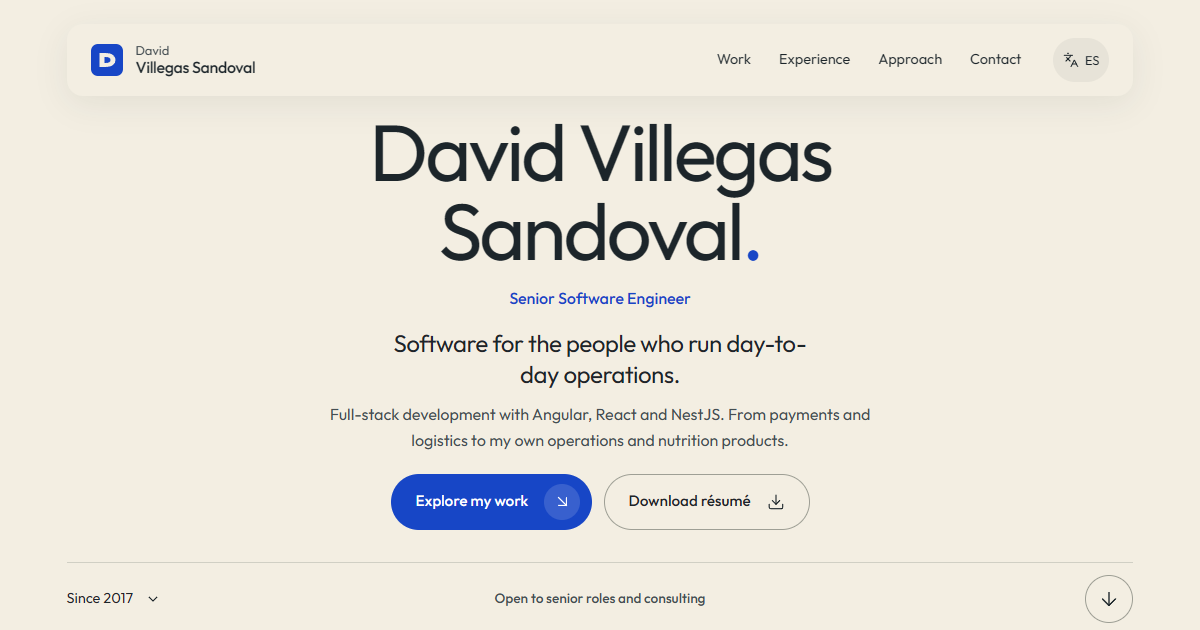 D
David
Villegas Sandoval
Work
Experience
Approach
Contact
ES
David Villegas
Sandoval.
Senior Software Engineer
Software for the people who run day-to-
day operations.
Full-stack development with Angular, React and NestJS. From payments and
logistics to my own operations and nutrition products.
Explore my work
Download résumé
Since 2017
Open to senior roles and consulting